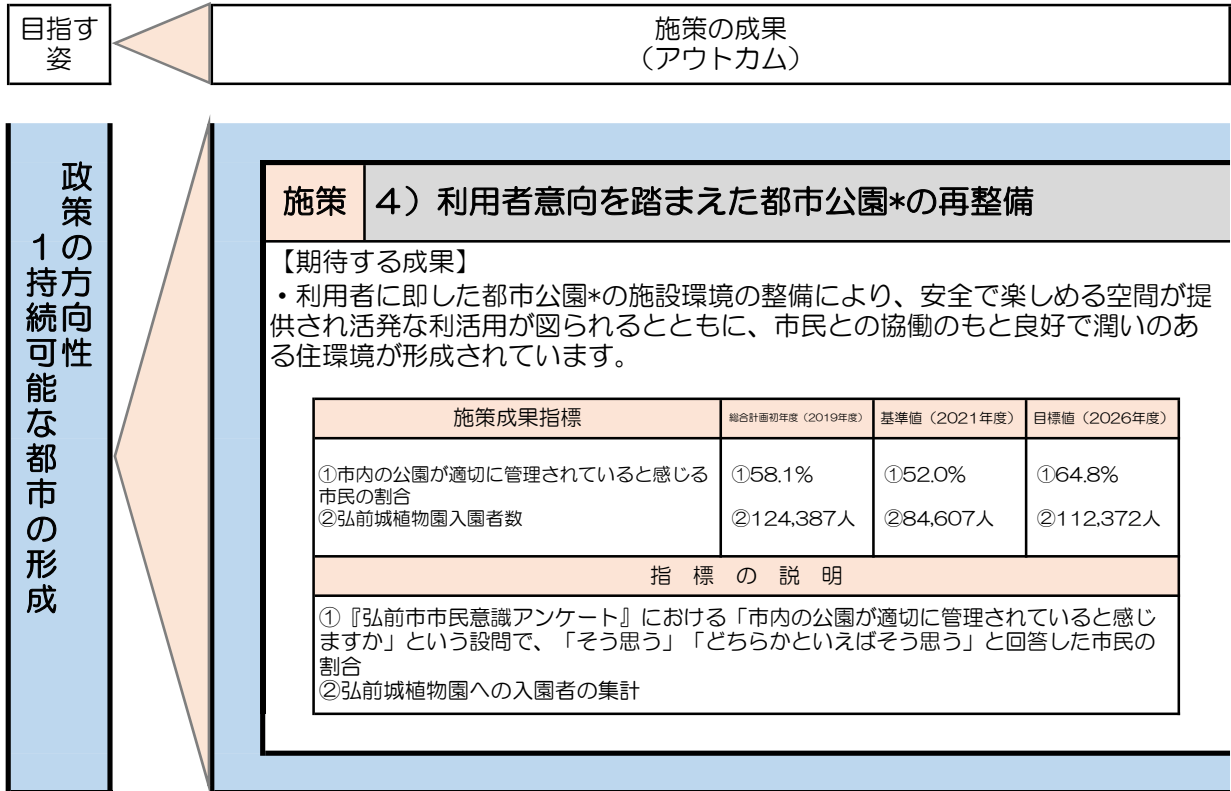 目指す
姿
施策の成果
(アウトカム)
政策の方向性
1持続可能な都市の形成
施策
4)利用者意向を踏まえた都市公園*の再整備
【期待する成果】
・利用者に即した都市公園*の施設環境の整備により、安全で楽しめる空間が提
供され活発な利活用が図られるとともに、市民との協働のもと良好で潤いのあ
る住環境が形成されています。
施策成果指標
総合計画初年度(2019年度)
基準値(2021年度)
目標値(2026年度)
①市内の公園が適切に管理されていると感じる
市民の割合
②弘前城植物園入園者数
①58.1%
②124,387人
①52.0%
②84,607人
①64.8%
②112,372人
指標の説明
①『弘前市市民意識アンケート』における「市内の公園が適切に管理されていると感じ
ますか」という設問で、「そう思う」「どちらかといえばそう思う」と回答した市民の
割合
②弘前城植物園への入園者の集計